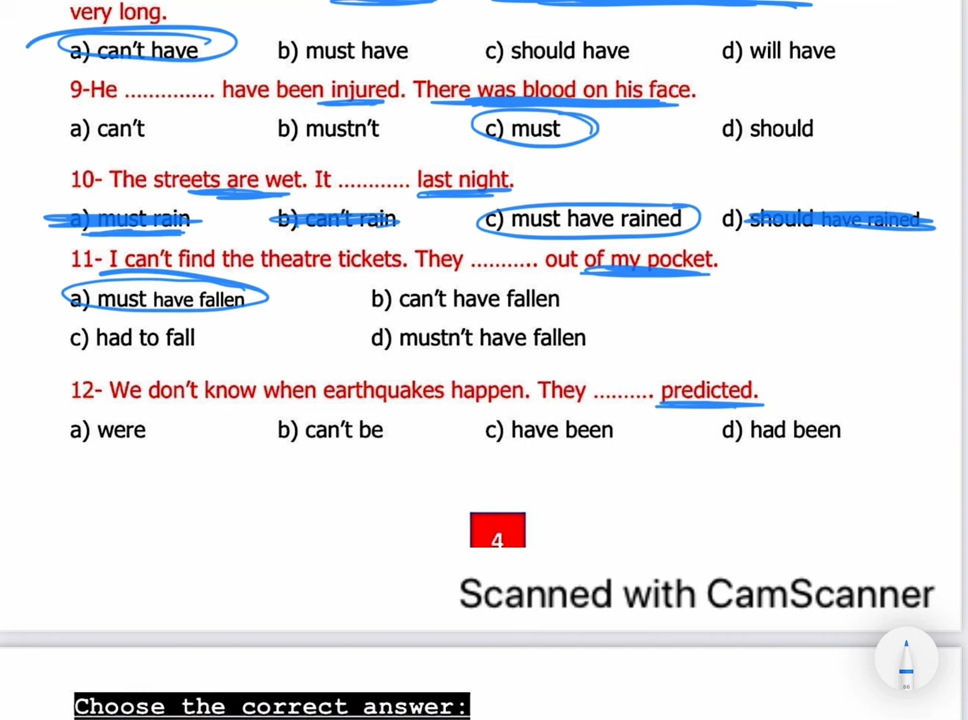 very long.
a) can't have b) must have c) should have d) will have
9-He ............... have been injured. There was blood on his face.
a) can't b) mustn't c) must d) should
10- The streets are wet. It ............ last night.
a) must rain b) can't rain c) must have rained d) should have rained
11- I can't find the theatre tickets. They ........... out of my pocket.
a) must have fallen b) can't have fallen
c) had to fall d) mustn't have fallen
12- We don't know when earthquakes happen. They .......... predicted.
a) were b) can't be c) have been d) had been
4
Scanned with CamScanner
Choose the correct answer: